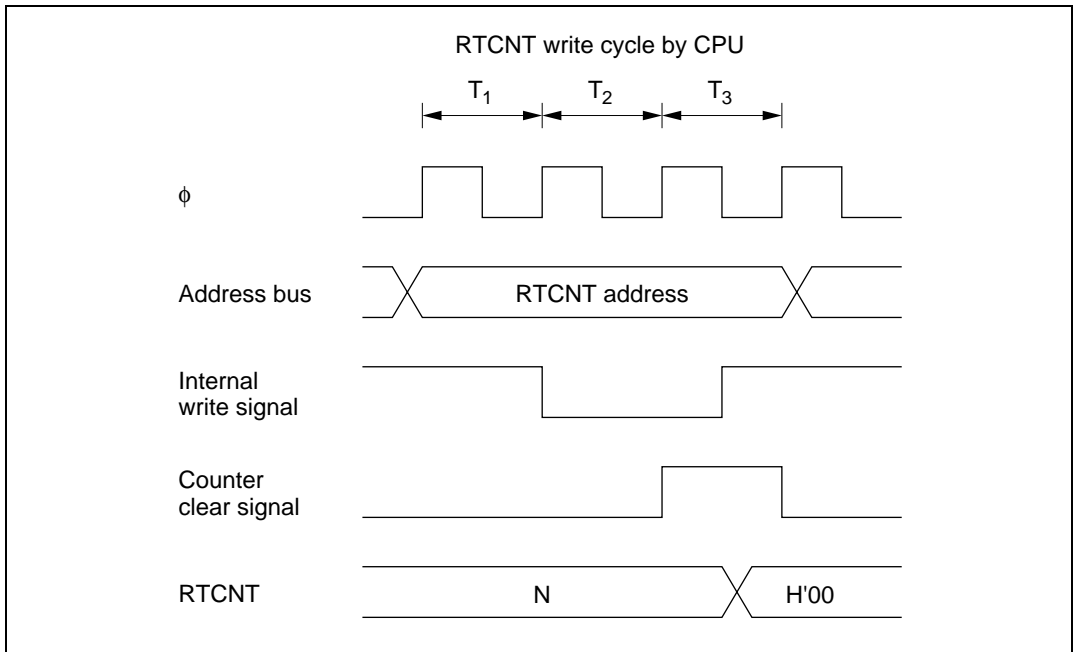 RTCNT write cycle by CPU
T1 T2 T3
φ
Address bus RTCNT address
Internal
write signal
Counter
clear signal
RTCNT N H'00